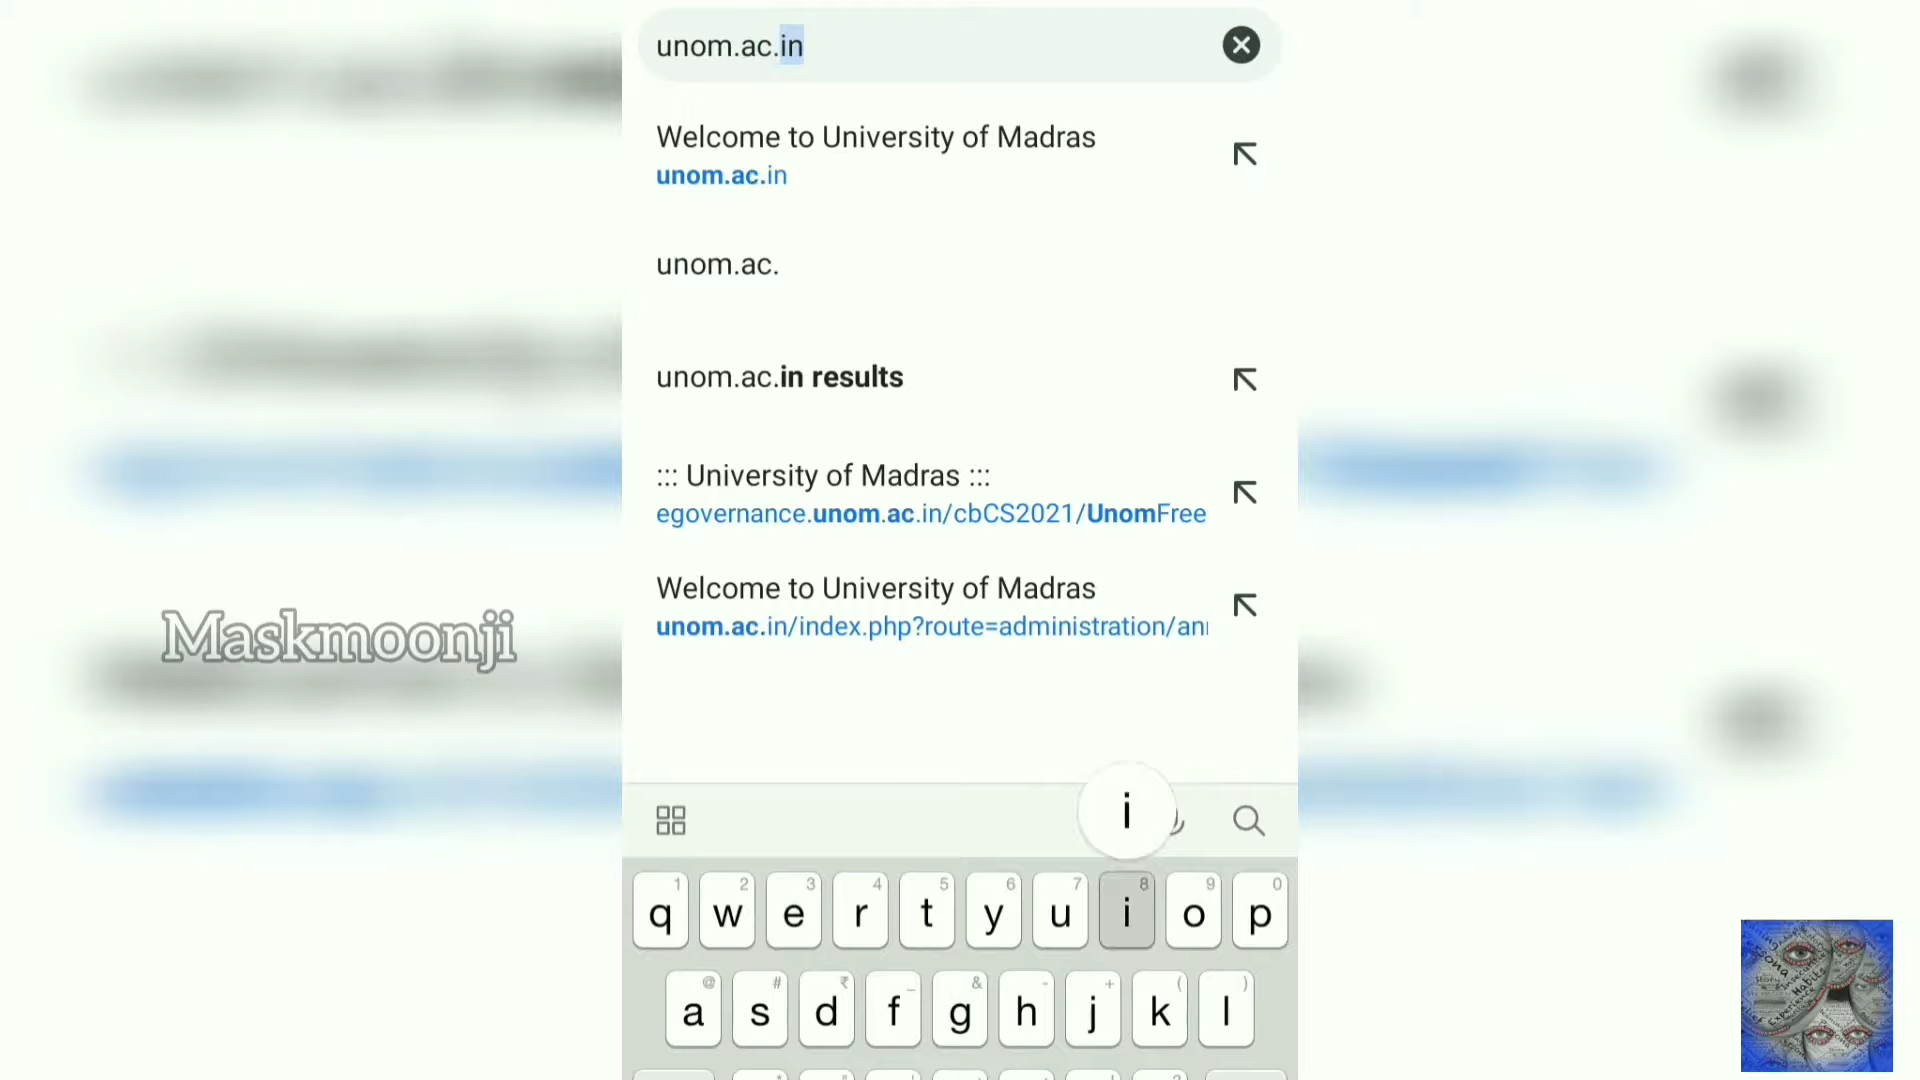 unom.ac.in
Welcome to University of Madras
unom.ac.in
unom.ac.
unom.ac.in results
::: University of Madras :::
egovernance.unom.ac.in/cbCS2021/UnomFree
Welcome to University of Madras
unom.ac.in/index.php?route=administration/an
Maskmoonji
i
1 2 3 4 5 6 7 8 9 0
q w e r t y u i o p
@ # ₹ _ & - + ( )
a s d f g h j k l